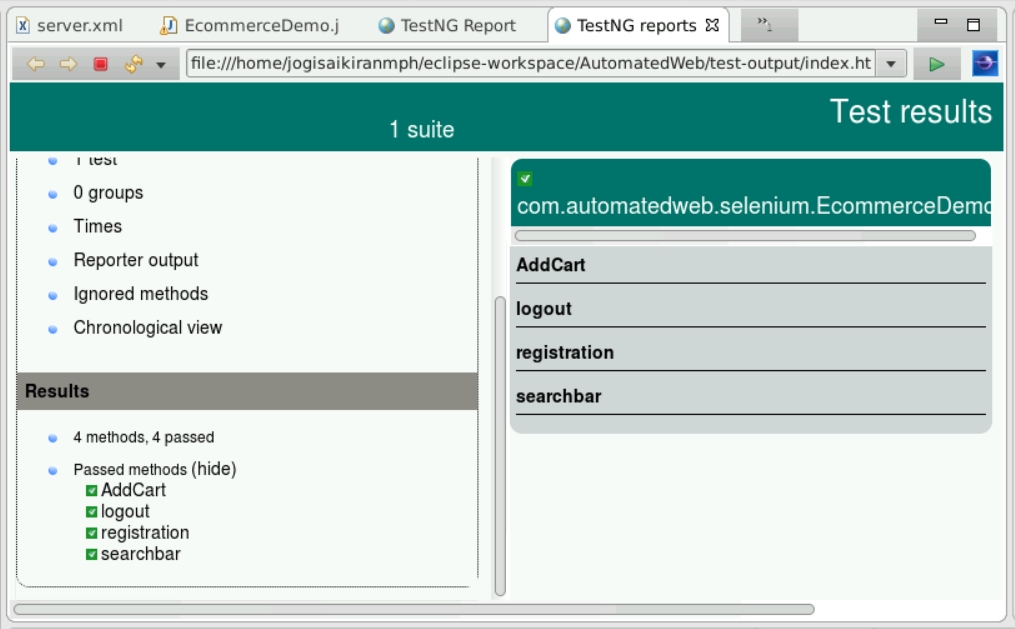 server.xml EcommerceDemo.j TestNG Report TestNG reports »1
file:///home/jogisaikiranmph/eclipse-workspace/AutomatedWeb/test-output/index.ht
Test results
1 suite
1 test
0 groups
Times
Reporter output
Ignored methods
Chronological view
Results
4 methods, 4 passed
Passed methods (hide)
AddCart
logout
registration
searchbar
com.automatedweb.selenium.EcommerceDemo
AddCart
logout
registration
searchbar